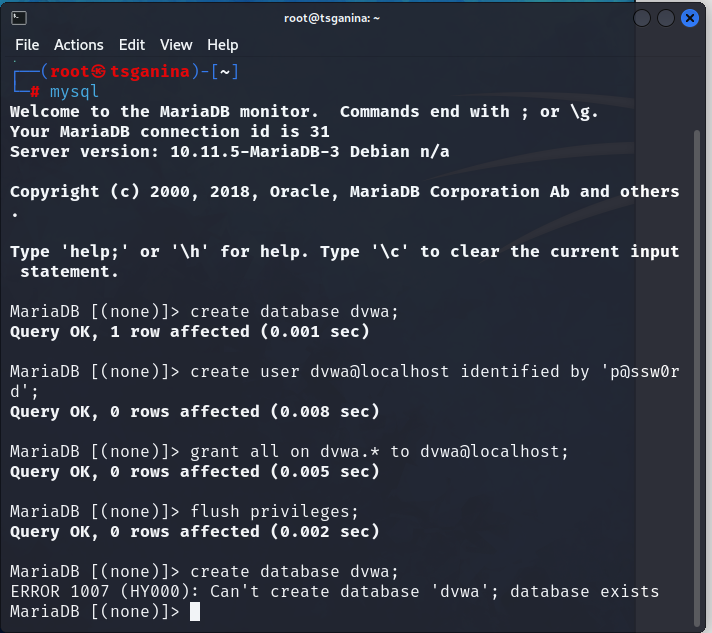 root@tsganina: ~
File Actions Edit View Help
┌──(root㉿tsganina)-[~]
└─# mysql
Welcome to the MariaDB monitor.  Commands end with ; or \g.
Your MariaDB connection id is 31
Server version: 10.11.5-MariaDB-3 Debian n/a
Copyright (c) 2000, 2018, Oracle, MariaDB Corporation Ab and others
.
Type 'help;' or '\h' for help. Type '\c' to clear the current input
 statement.
MariaDB [(none)]> create database dvwa;
Query OK, 1 row affected (0.001 sec)
MariaDB [(none)]> create user dvwa@localhost identified by 'p@ssw0r
d';
Query OK, 0 rows affected (0.008 sec)
MariaDB [(none)]> grant all on dvwa.* to dvwa@localhost;
Query OK, 0 rows affected (0.005 sec)
MariaDB [(none)]> flush privileges;
Query OK, 0 rows affected (0.002 sec)
MariaDB [(none)]> create database dvwa;
ERROR 1007 (HY000): Can't create database 'dvwa'; database exists
MariaDB [(none)]>